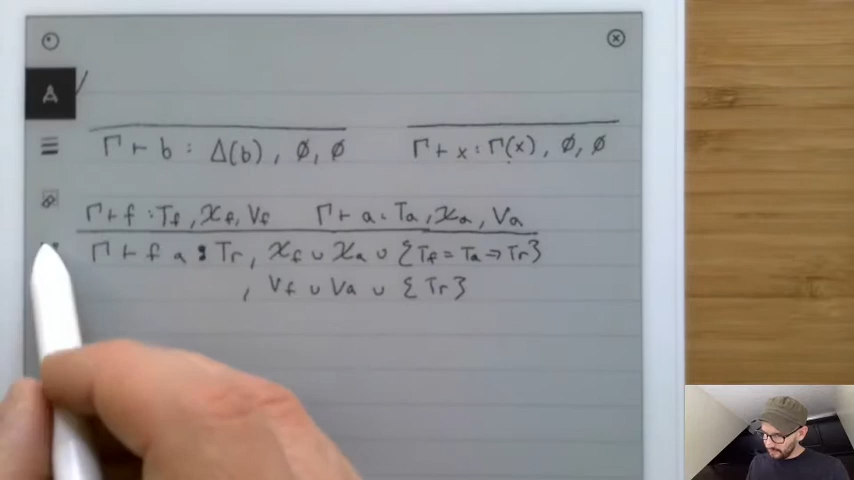 Γ ⊢ b : Δ(b), ∅, ∅    Γ ⊢ x : Γ(x), ∅, ∅
Γ ⊢ f : Tf, Xf, Vf    Γ ⊢ a : Ta, Xa, Va
Γ ⊢ f a : Tr, Xf ∪ Xa ∪ {Tf = Ta → Tr}
, Vf ∪ Va ∪ {Tr}